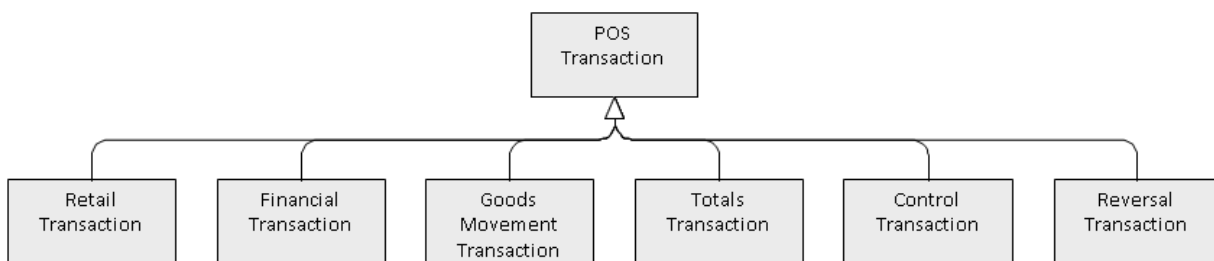 POS
Transaction
Retail
Transaction
Financial
Transaction
Goods
Movement
Transaction
Totals
Transaction
Control
Transaction
Reversal
Transaction